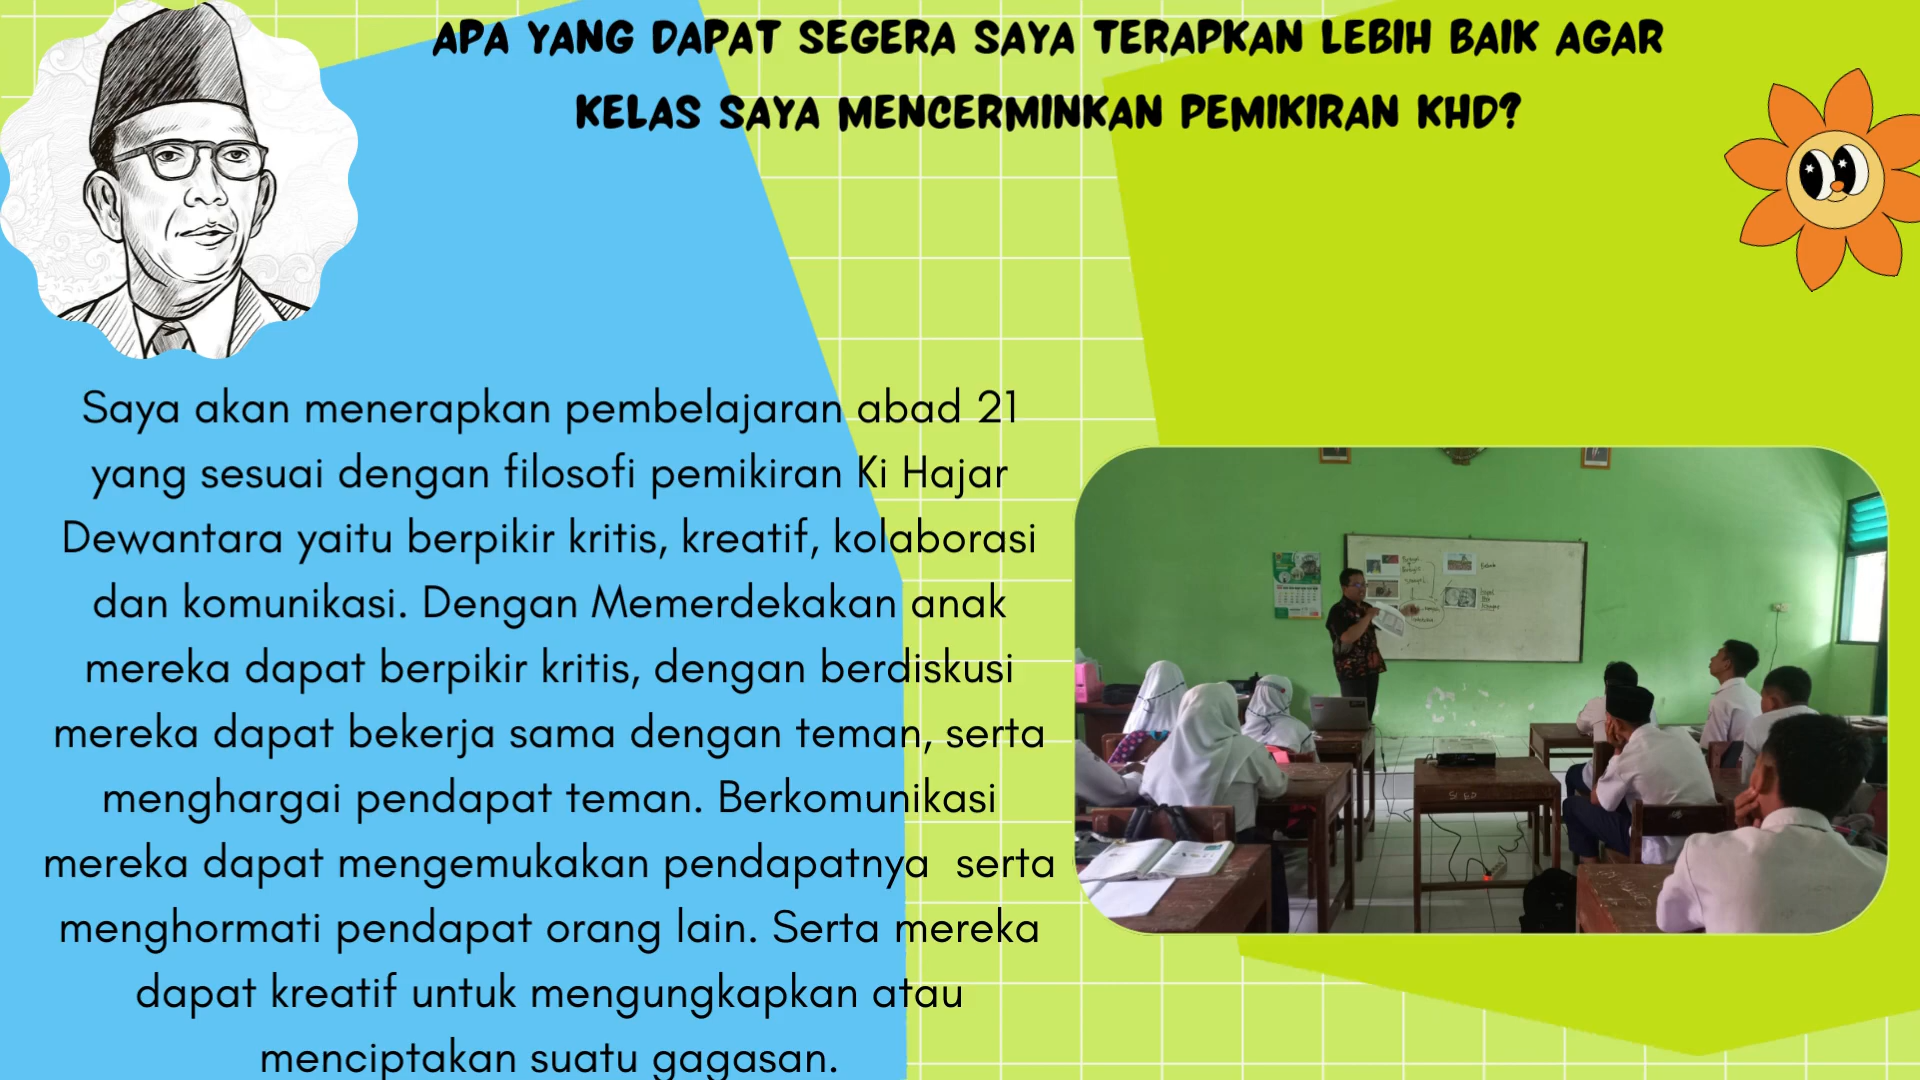 APA YANG DAPAT SEGERA SAYA TERAPKAN LEBIH BAIK AGAR
KELAS SAYA MENCERMINKAN PEMIKIRAN KHD?
Saya akan menerapkan pembelajaran abad 21
yang sesuai dengan filosofi pemikiran Ki Hajar
Dewantara yaitu berpikir kritis, kreatif, kolaborasi
dan komunikasi. Dengan Memerdekakan anak
mereka dapat berpikir kritis, dengan berdiskusi
mereka dapat bekerja sama dengan teman, serta
menghargai pendapat teman. Berkomunikasi
mereka dapat mengemukakan pendapatnya  serta
menghormati pendapat orang lain. Serta mereka
dapat kreatif untuk mengungkapkan atau
menciptakan suatu gagasan.